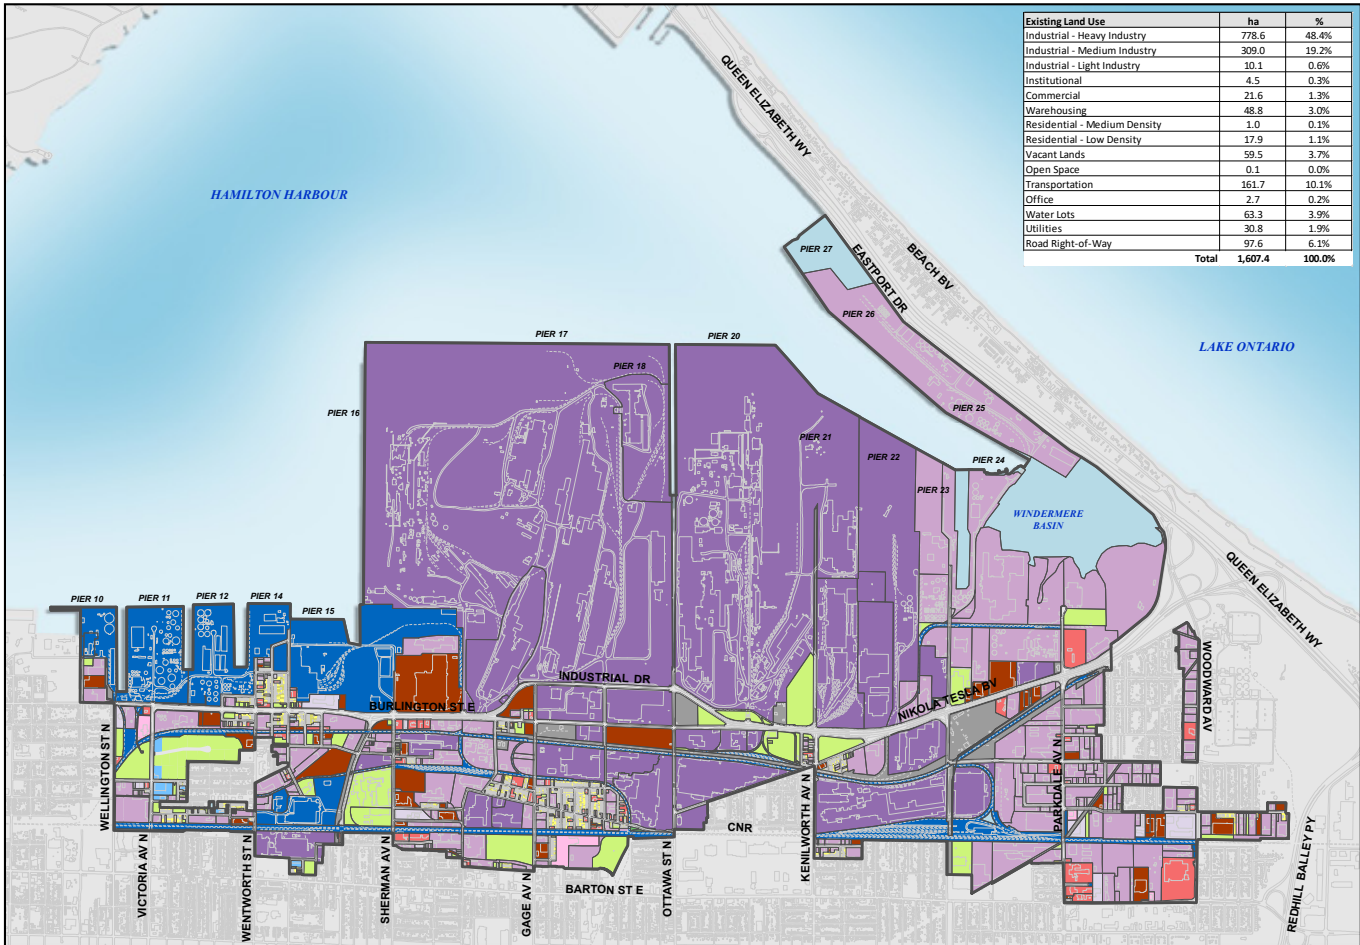 Existing Land Use ha %
Industrial - Heavy Industry 778.6 48.4%
Industrial - Medium Industry 309.0 19.2%
Industrial - Light Industry 10.1 0.6%
Institutional 4.5 0.3%
Commercial 21.6 1.3%
Warehousing 48.8 3.0%
Residential - Medium Density 1.0 0.1%
Residential - Low Density 17.9 1.1%
Vacant Lands 59.5 3.7%
Open Space 0.1 0.0%
Transportation 161.7 10.1%
Office 2.7 0.2%
Water Lots 63.3 3.9%
Utilities 30.8 1.9%
Road Right-of-Way 97.6 6.1%
Total 1,607.4 100.0%
QUEEN ELIZABETH WY
HAMILTON HARBOUR
PIER 27
EASTPORT DR
BEACH BV
PIER 26
LAKE ONTARIO
PIER 17
PIER 20
PIER 18
PIER 16
PIER 25
PIER 21
PIER 22
PIER 24
PIER 23
WINDERMERE
BASIN
QUEEN ELIZABETH WY
PIER 10
PIER 11
PIER 12
PIER 14
PIER 15
WOODWARD AV
INDUSTRIAL DR
NIKOLA TESLA BV
BURLINGTON ST E
WELLINGTON ST N
PARKDALE AV N
KENILWORTH AV N
CNR
VICTORIA AV N
WENTWORTH ST N
SHERMAN AV N
GAGE AV N
BARTON ST E
OTTAWA ST N
REDHILL BALLEY PY